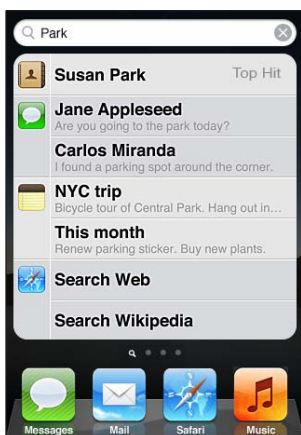 Park
Susan Park Top Hit
Jane Appleseed
Are you going to the park today?
Carlos Miranda
I found a parking spot around the corner.
NYC trip
Bicycle tour of Central Park. Hang out in…
This month
Renew parking sticker. Buy new plants.
Search Web
Search Wikipedia
Messages Mail Safari Music